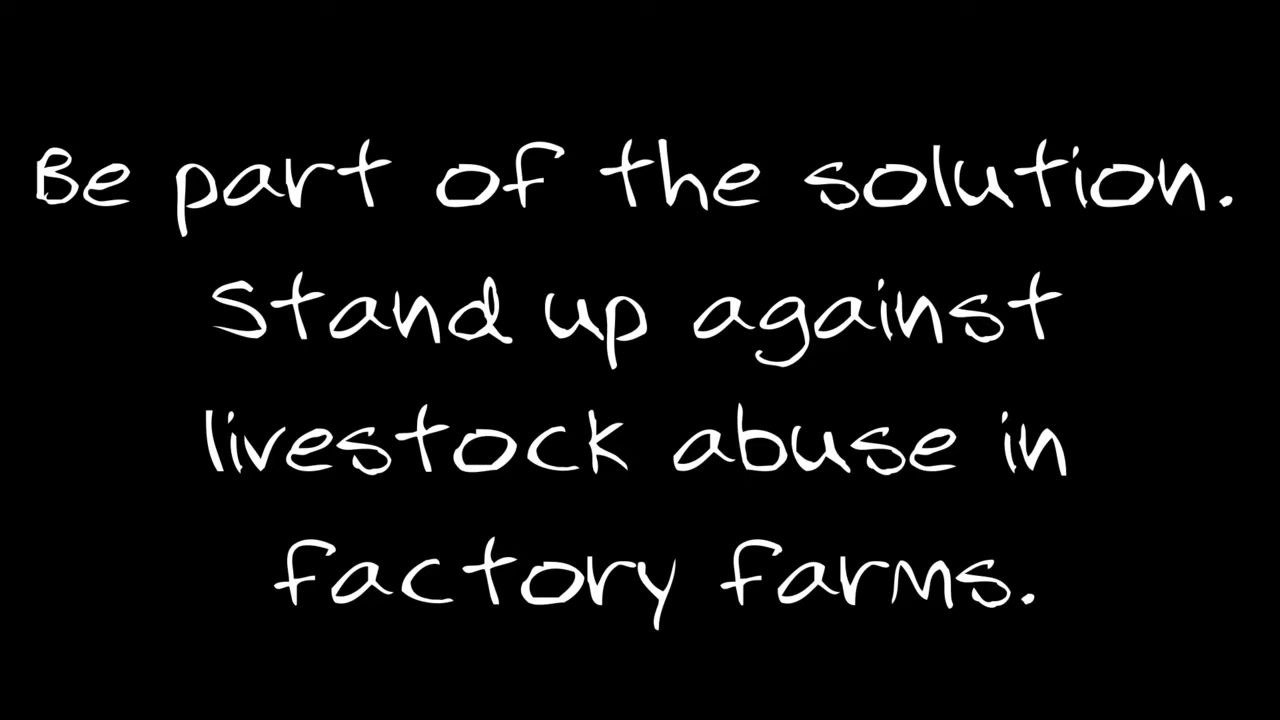 Be part of the solution.
Stand up against
livestock abuse in
factory farms.